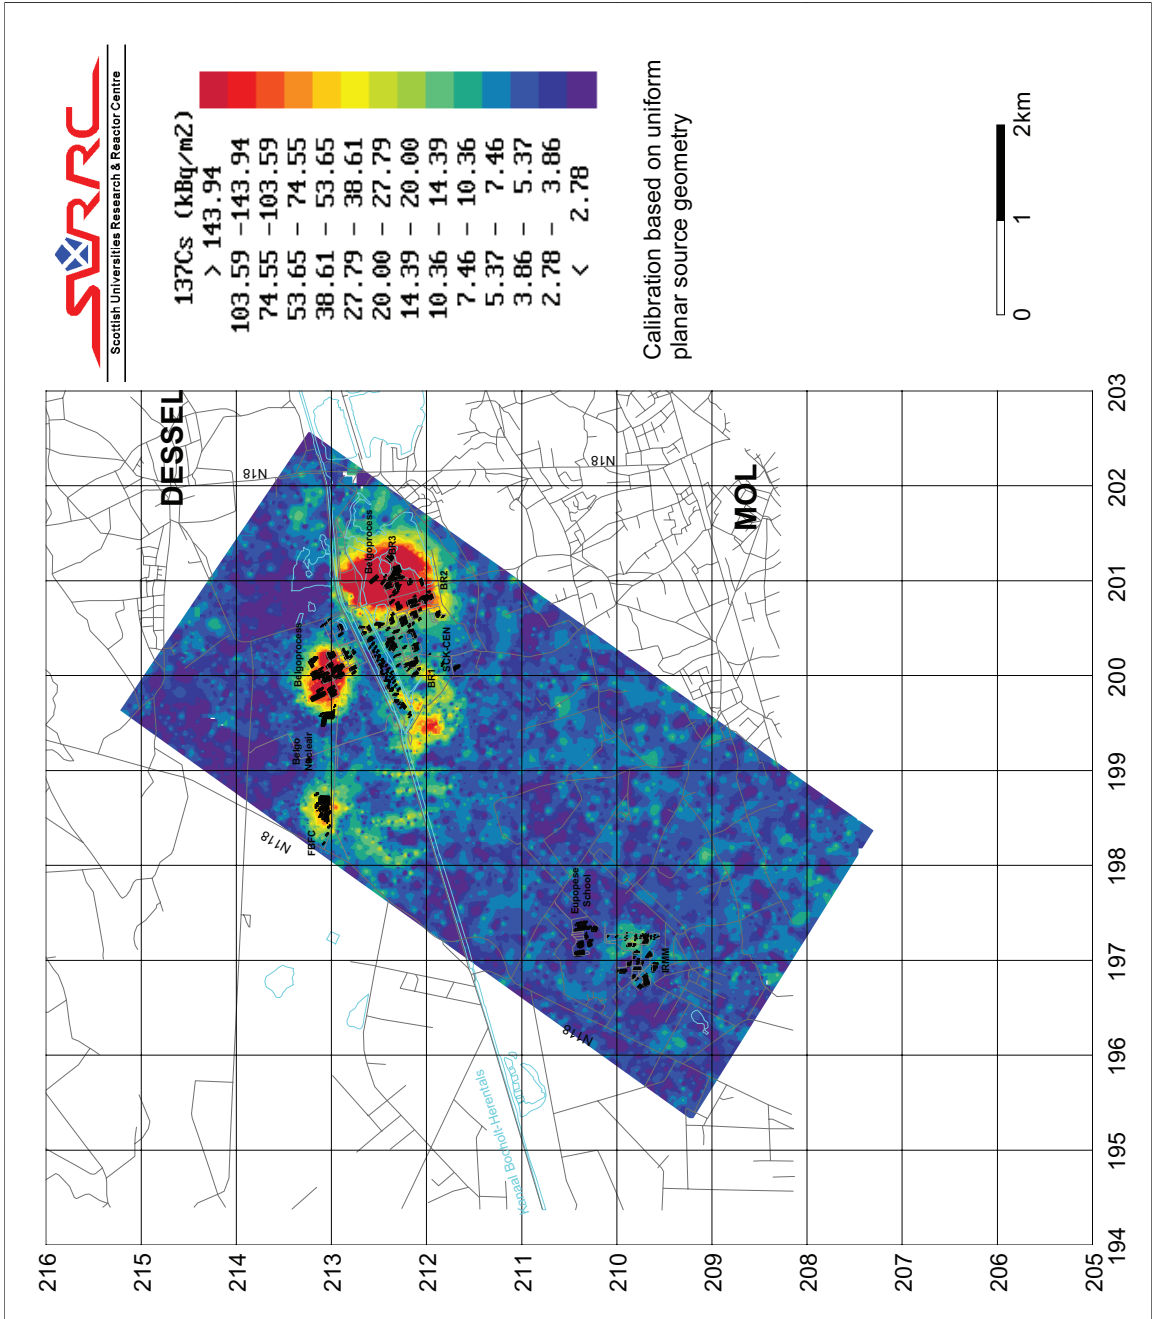 SURRC
Scottish Universities Research & Reactor Centre
137Cs (kBq/m2)
> 143.94
103.59 -143.94
74.55 -103.59
53.65 - 74.55
38.61 - 53.65
27.79 - 38.61
20.00 - 27.79
14.39 - 20.00
10.36 - 14.39
7.46 - 10.36
5.37 - 7.46
3.86 - 5.37
2.78 - 3.86
< 2.78
Calibration based on uniform
planar source geometry
0 1 2km
DESSEL
MOL
N18
N18
N118
N118
Belgoprocess
BR3
BR2
Belgoprocess
SCK-CEN
BR1
Belgo
Nuclear
FBFC
Eupopese
School
IRMM
Kanaal Bocholt-Herentals
216
215
214
213
212
211
210
209
208
207
206
205
194 195 196 197 198 199 200 201 202 203